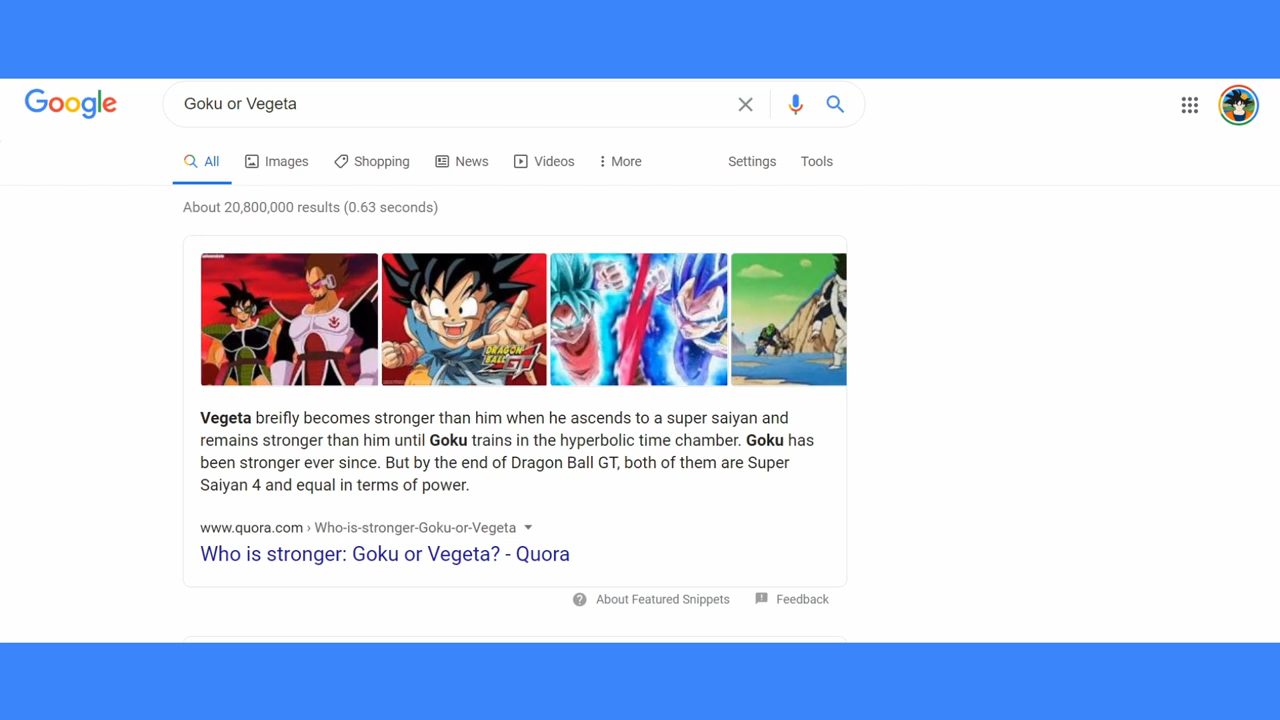 Google
Goku or Vegeta
All Images Shopping News Videos More Settings Tools
About 20,800,000 results (0.63 seconds)
DRAGON
BALL GT
Vegeta breifly becomes stronger than him when he ascends to a super saiyan and
remains stronger than him until Goku trains in the hyperbolic time chamber. Goku has
been stronger ever since. But by the end of Dragon Ball GT, both of them are Super
Saiyan 4 and equal in terms of power.
www.quora.com › Who-is-stronger-Goku-or-Vegeta
Who is stronger: Goku or Vegeta? - Quora
About Featured Snippets Feedback